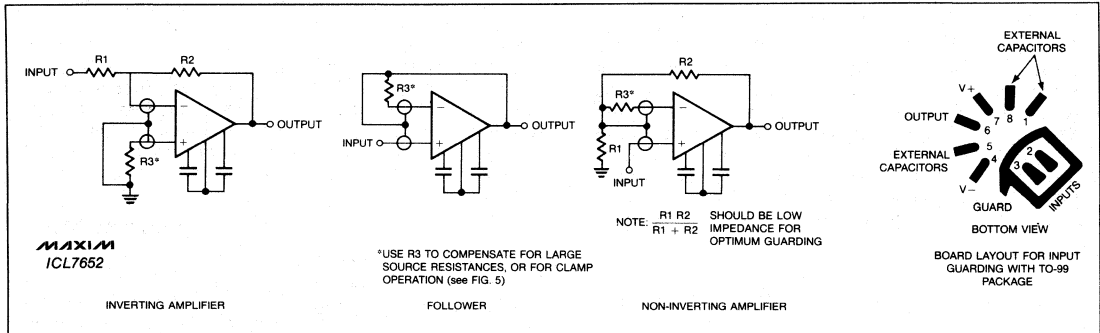 INPUT
R1
R2
−
+
R3*
OUTPUT
MAXIM
ICL7652
INVERTING AMPLIFIER
R3*
−
+
INPUT
OUTPUT
*USE R3 TO COMPENSATE FOR LARGE
SOURCE RESISTANCES, OR FOR CLAMP
OPERATION (see FIG. 5)
FOLLOWER
R2
R3*
−
+
R1
INPUT
OUTPUT
NOTE: R1 R2 / R1 + R2 SHOULD BE LOW
IMPEDANCE FOR
OPTIMUM GUARDING
NON-INVERTING AMPLIFIER
EXTERNAL
CAPACITORS
V+
OUTPUT
EXTERNAL
CAPACITORS
V−
7
8
1
6
5
4
2
3
INPUTS
GUARD
BOTTOM VIEW
BOARD LAYOUT FOR INPUT
GUARDING WITH TO-99
PACKAGE